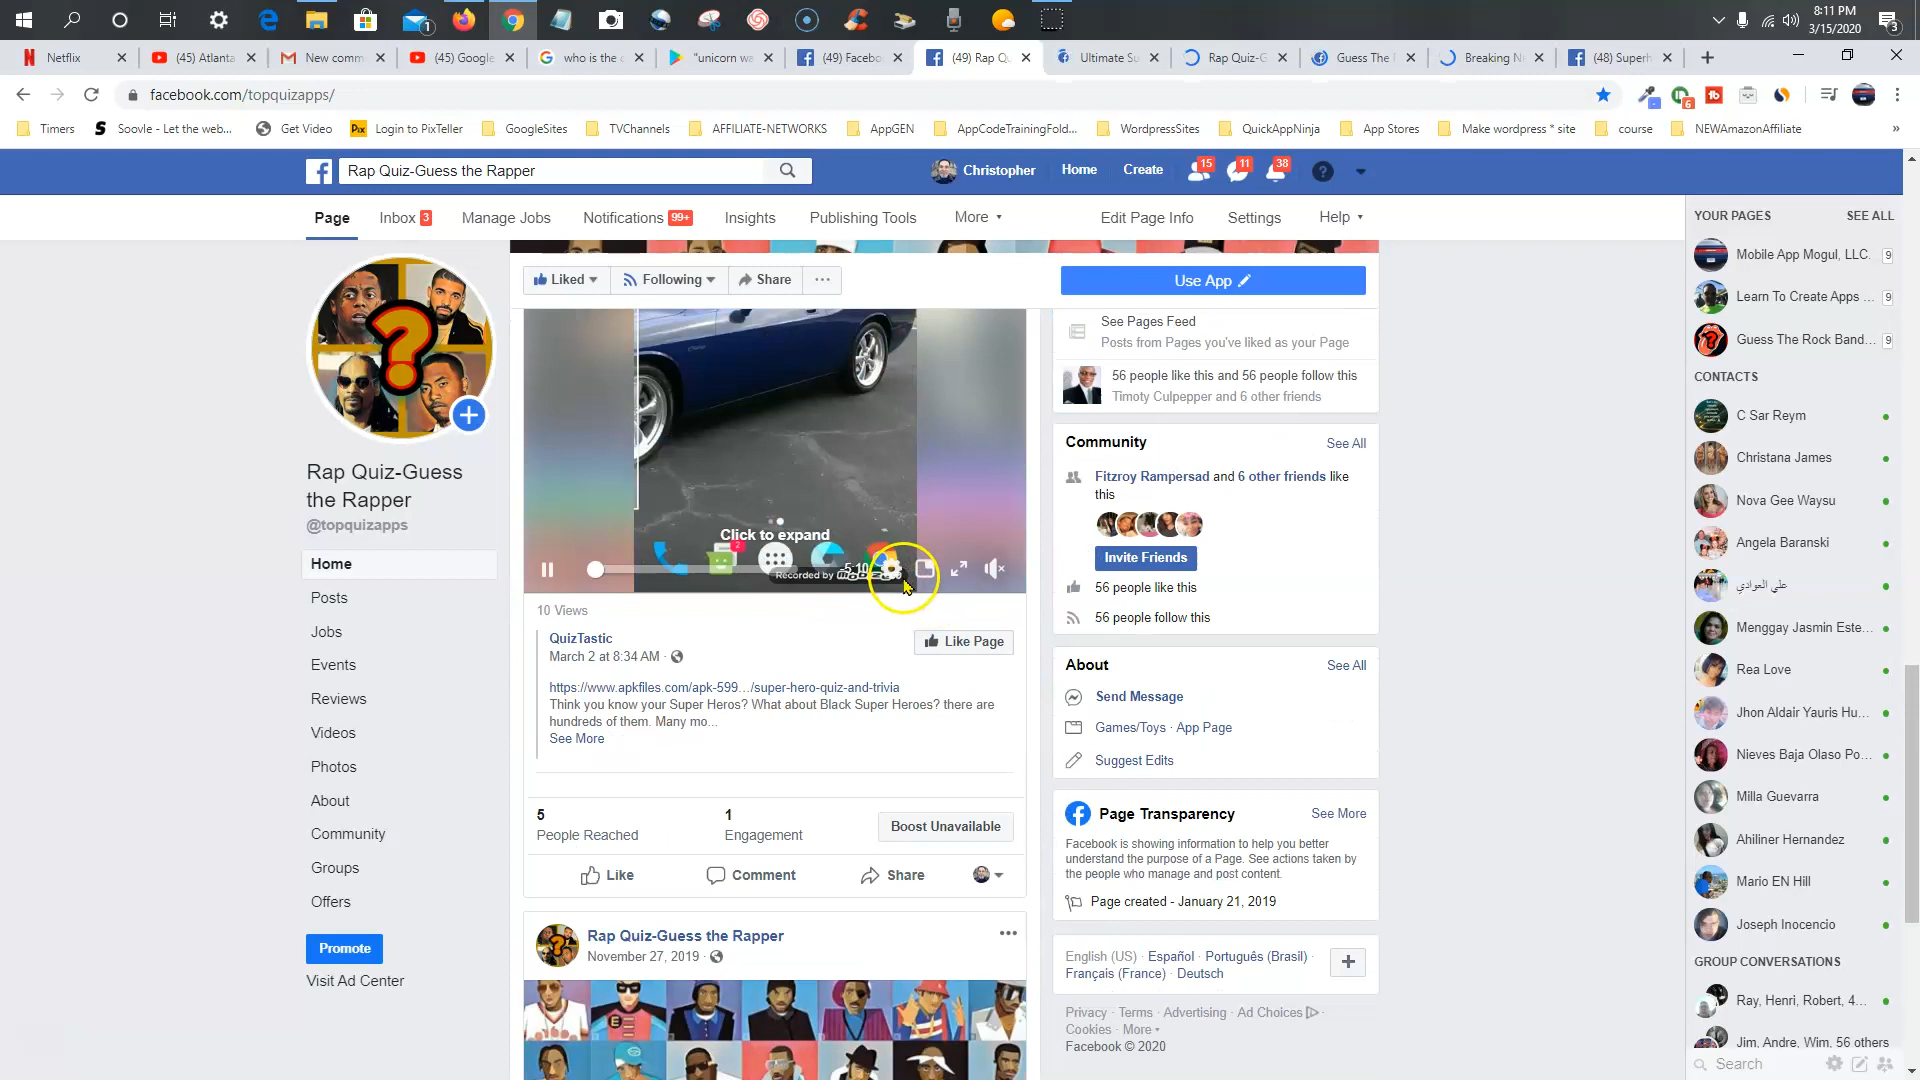 8:11 PM
3/15/2020
1
3
Netflix
(45) Atlanta
New comm
(45) Google
who is the c
"unicorn wa
(49) Facebo
(49) Rap Qu
Ultimate Su
Rap Quiz-G
Guess The
Breaking N
(48) Superh
facebook.com/topquizapps/
6
Timers
Soovle - Let the web...
Get Video
Pix Login to PixTeller
GoogleSites
TVChannels
AFFILIATE-NETWORKS
AppGEN
AppCodeTrainingFold...
WordpressSites
QuickAppNinja
App Stores
Make wordpress * site
course
NEWAmazonAffiliate
Rap Quiz-Guess the Rapper
Christopher
Home
Create
15
11
38
Page
Inbox 3
Manage Jobs
Notifications 99+
Insights
Publishing Tools
More
Edit Page Info
Settings
Help
Liked
Following
Share
Use App
Rap Quiz-Guess
the Rapper
@topquizapps
Home
Posts
Jobs
Events
Reviews
Videos
Photos
About
Community
Groups
Offers
Promote
Visit Ad Center
Click to expand
2
-5:10
Recorded by
10 Views
QuizTastic
March 2 at 8:34 AM ·
Like Page
https://www.apkfiles.com/apk-599.../super-hero-quiz-and-trivia
Think you know your Super Heros? What about Black Super Heroes? there are
hundreds of them. Many mo...
See More
5
People Reached
1
Engagement
Boost Unavailable
Like
Comment
Share
Rap Quiz-Guess the Rapper
November 27, 2019 ·
See Pages Feed
Posts from Pages you've liked as your Page
56 people like this and 56 people follow this
Timoty Culpepper and 6 other friends
Community
See All
Fitzroy Rampersad and 6 other friends like
this
Invite Friends
56 people like this
56 people follow this
About
See All
Send Message
Games/Toys · App Page
Suggest Edits
Page Transparency
See More
Facebook is showing information to help you better
understand the purpose of a Page. See actions taken by
the people who manage and post content.
Page created - January 21, 2019
English (US) · Español · Português (Brasil) ·
Français (France) · Deutsch
Privacy · Terms · Advertising · Ad Choices ·
Cookies · More
Facebook © 2020
YOUR PAGES
SEE ALL
Mobile App Mogul, LLC.
9
Learn To Create Apps ...
9
Guess The Rock Band...
9
CONTACTS
C Sar Reym
Christana James
Nova Gee Waysu
Angela Baranski
علي العوادي
Menggay Jasmin Este...
Rea Love
Jhon Aldair Yauris Hu...
Nieves Baja Olaso Po...
Milla Guevarra
Ahiliner Hernandez
Mario EN Hill
Joseph Inocencio
GROUP CONVERSATIONS
Ray, Henri, Robert, 4...
Jim, Andre, Wim, 56 others
Search